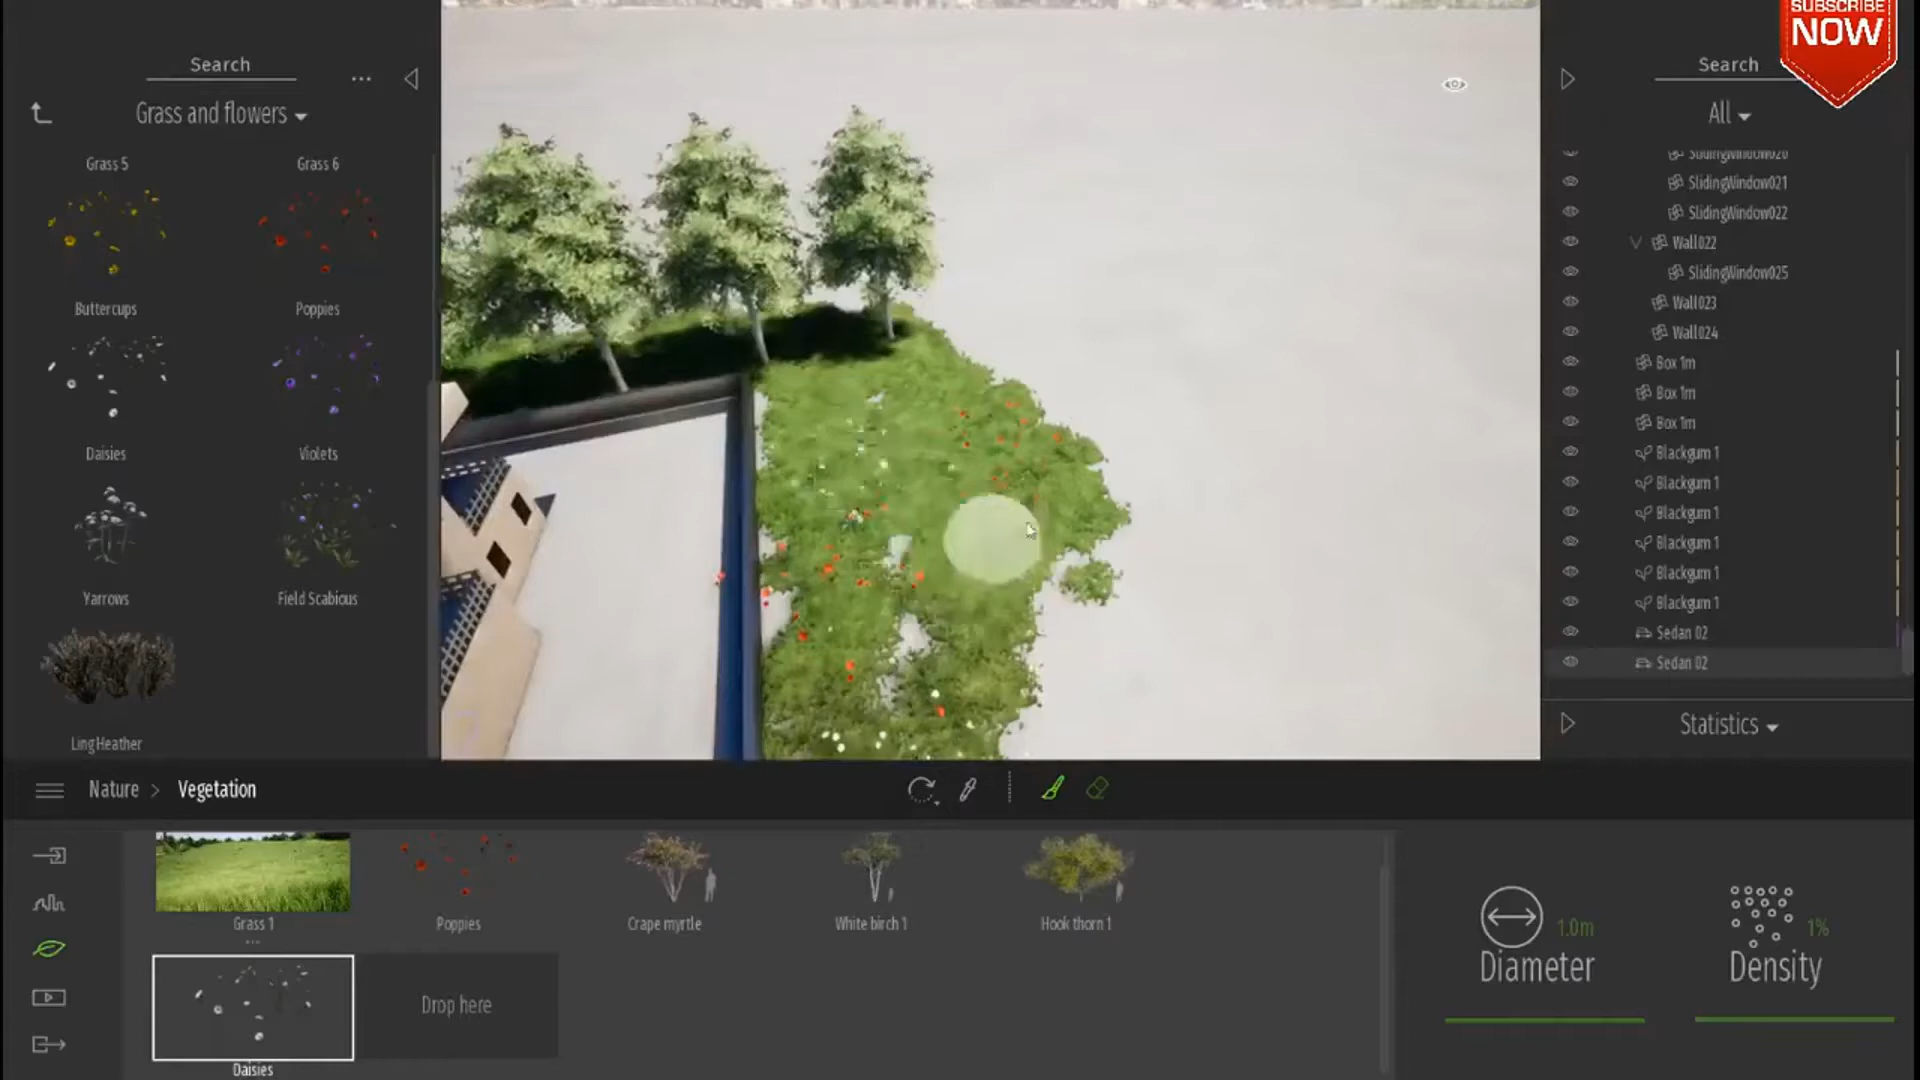 SUBSCRIBE
NOW
Search
...
Grass and flowers
Grass 5
Grass 6
Buttercups
Poppies
Daisies
Violets
Yarrows
Field Scabious
LingHeather
Search
All
SlidingWindow020
SlidingWindow021
SlidingWindow022
Wall022
SlidingWindow025
Wall023
Wall024
Box 1m
Box 1m
Box 1m
Blackgum 1
Blackgum 1
Blackgum 1
Blackgum 1
Blackgum 1
Blackgum 1
Sedan 02
Sedan 02
Statistics
Nature > Vegetation
Grass 1
...
Poppies
Crape myrtle
White birch 1
Hook thorn 1
Daisies
Drop here
1.0m
Diameter
1%
Density